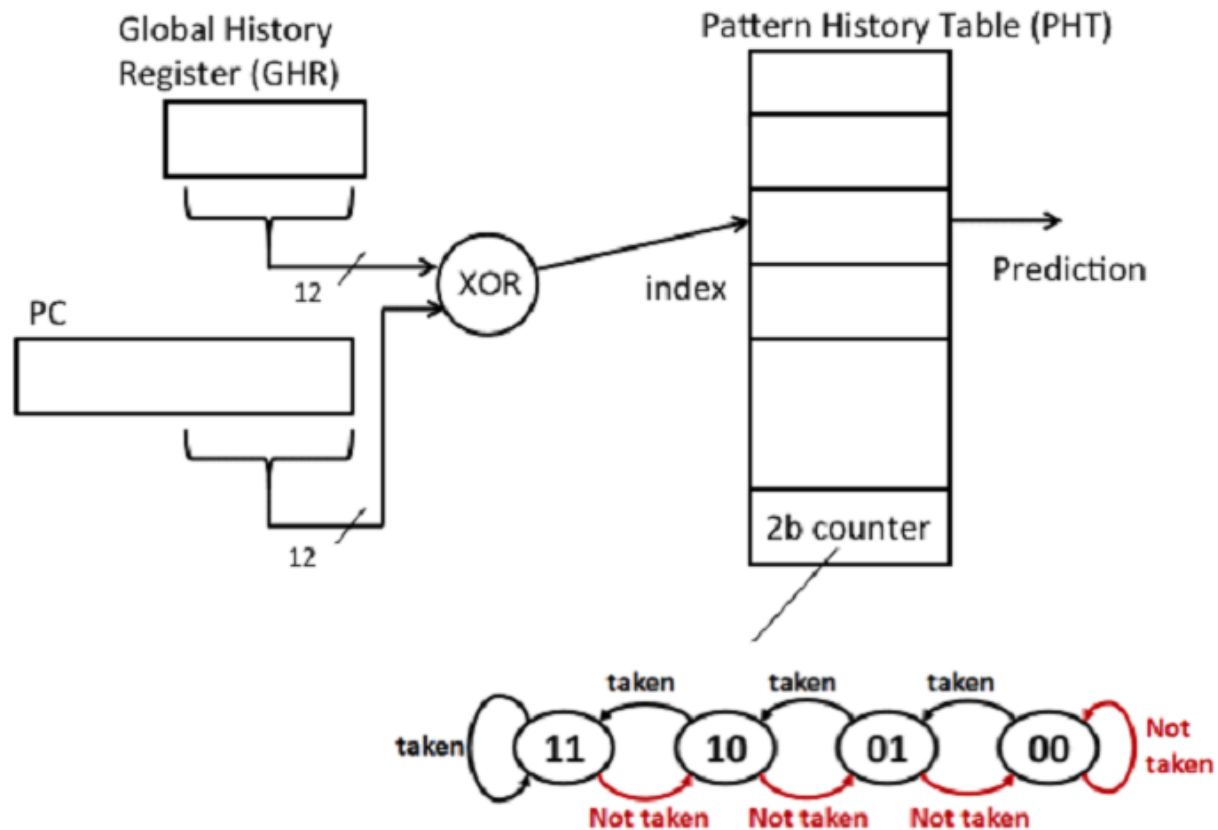 Global History
Register (GHR)
Pattern History Table (PHT)
12
XOR
index
Prediction
PC
12
2b counter
taken
taken
taken
taken
11
10
01
00
Not
taken
Not taken
Not taken
Not taken